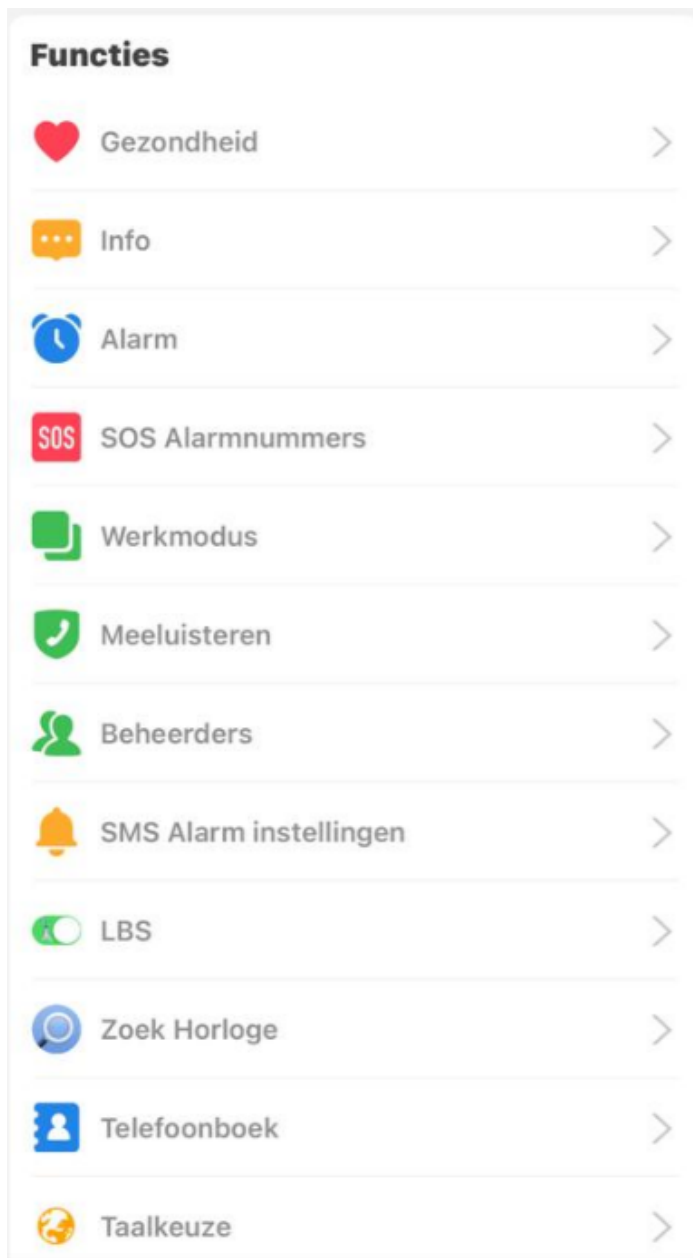 Functies
Gezondheid
Info
Alarm
SOS SOS Alarmnummers
Werkmodus
Meeluisteren
Beheerders
SMS Alarm instellingen
LBS
Zoek Horloge
Telefoonboek
Taalkeuze